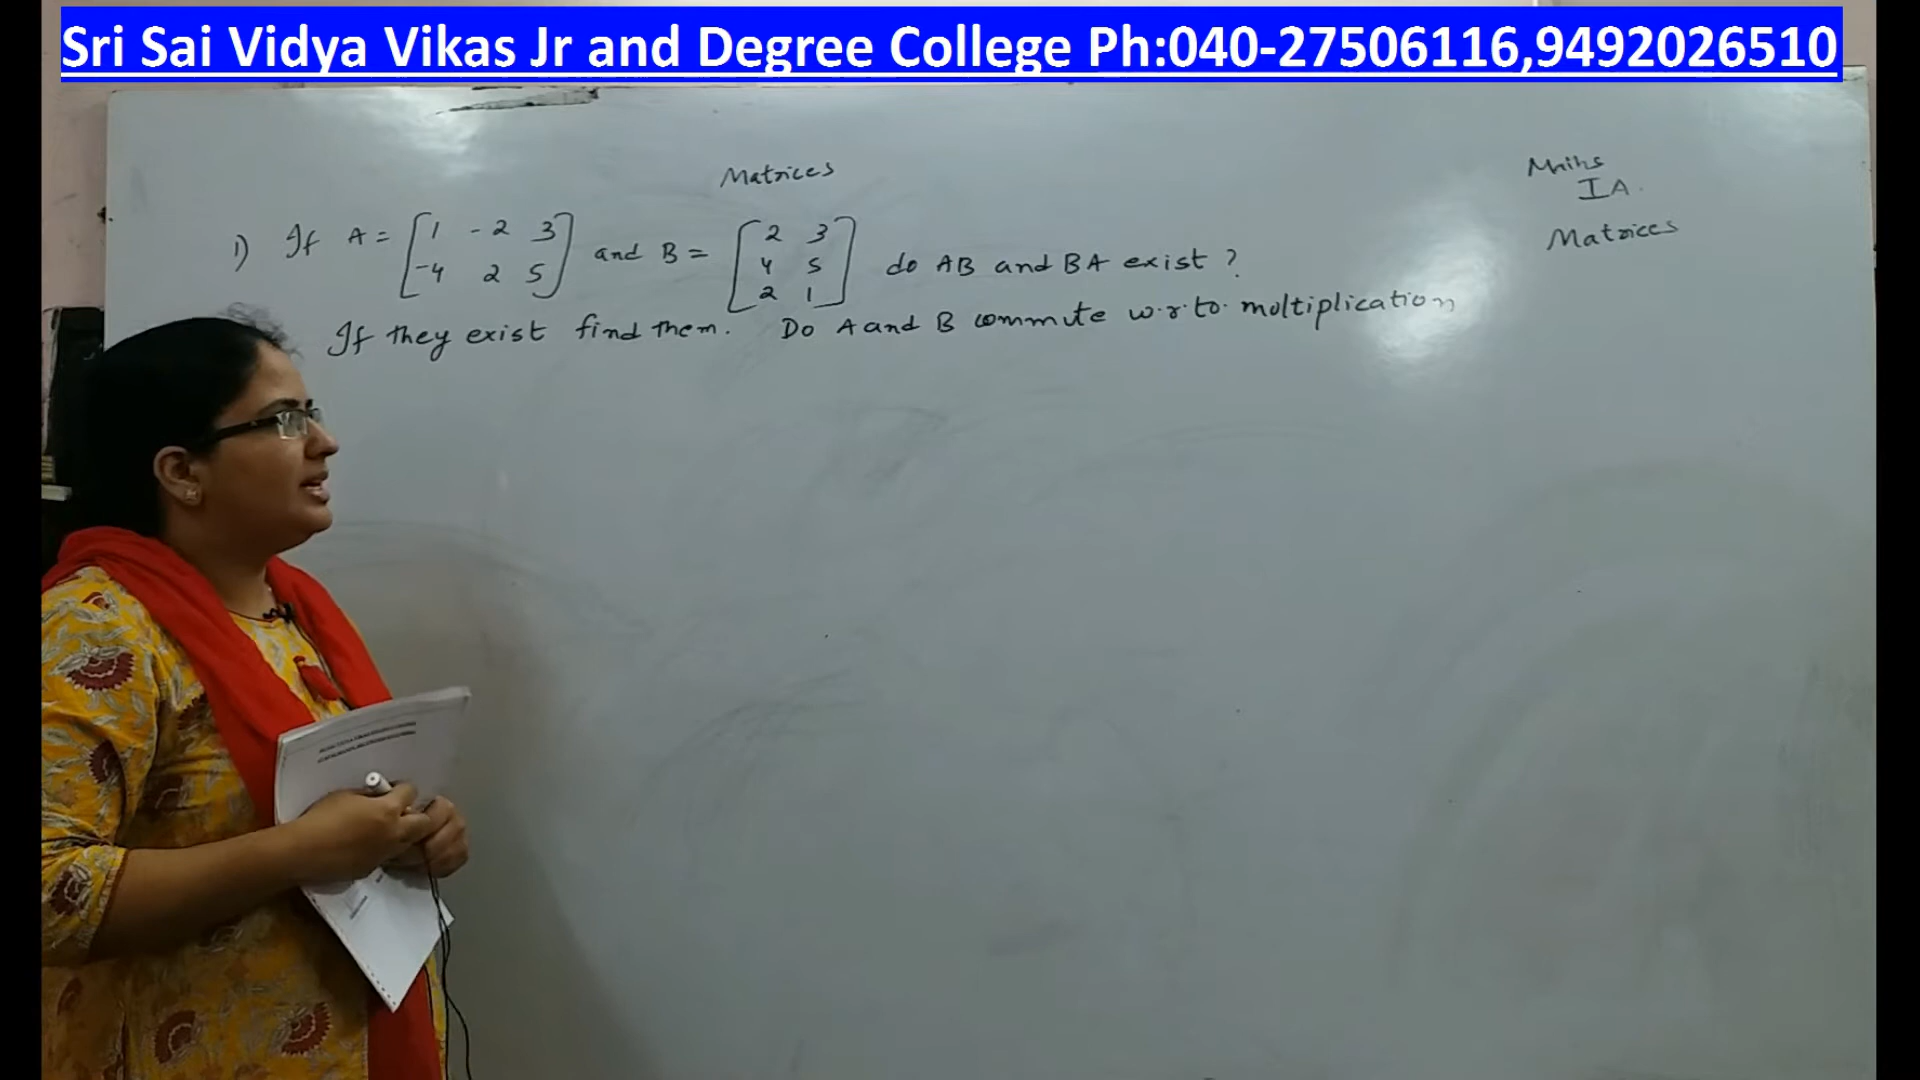 Sri Sai Vidya Vikas Jr and Degree College Ph:040-27506116,9492026510
Matrices
Maths
IA.
Matrices
1) If A = [1 -2 3
-4 2 5] and B = [2 3
4 5
2 1] do AB and BA exist ?
If they exist find them. Do A and B commute w.r.to. moltiplication